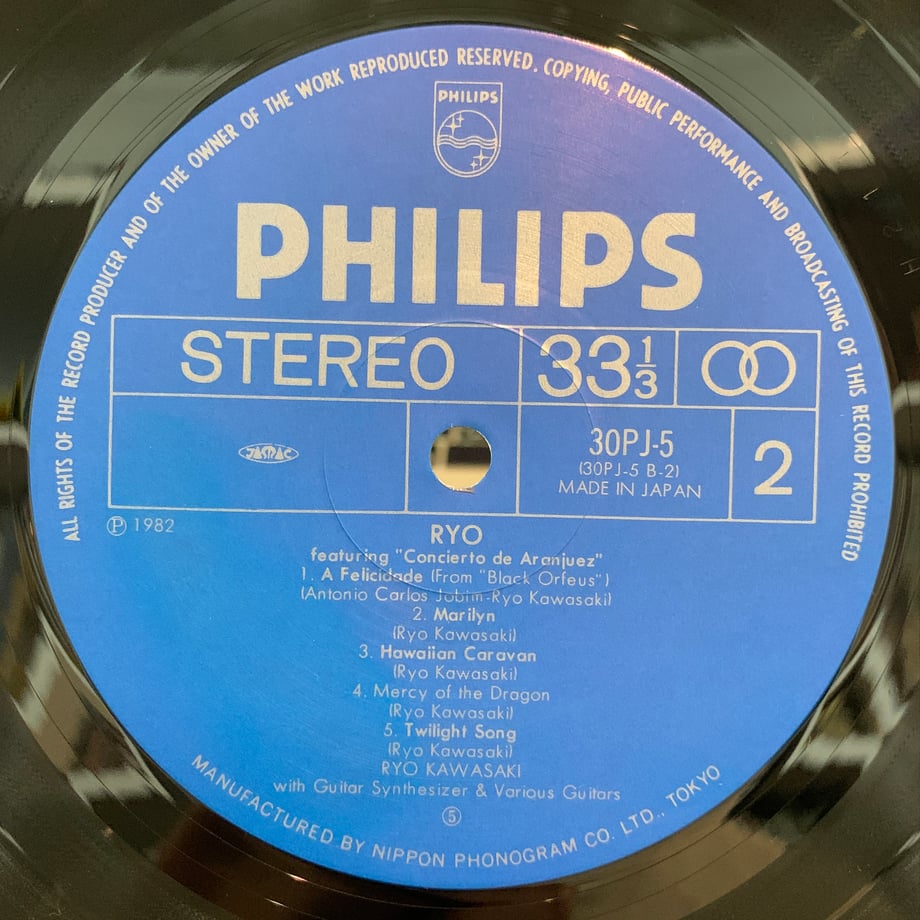 ALL RIGHTS OF THE RECORD PRODUCER AND OF THE OWNER OF THE WORK REPRODUCED RESERVED. COPYING, PUBLIC PERFORMANCE AND BROADCASTING OF THIS RECORD PROHIBITED
PHILIPS
PHILIPS
STEREO
33 1/3
JASRAC
30PJ-5
(30PJ-5 B-2)
MADE IN JAPAN
2
Ⓟ 1982
RYO
featuring "Concierto de Aranjuez"
1. A Felicidade (From "Black Orfeus")
(Antonio Carlos Jobim-Ryo Kawasaki)
2. Marilyn
(Ryo Kawasaki)
3. Hawaiian Caravan
(Ryo Kawasaki)
4. Mercy of the Dragon
(Ryo Kawasaki)
5. Twilight Song
(Ryo Kawasaki)
RYO KAWASAKI
with Guitar Synthesizer & Various Guitars
⑤
MANUFACTURED BY NIPPON PHONOGRAM CO. LTD., TOKYO